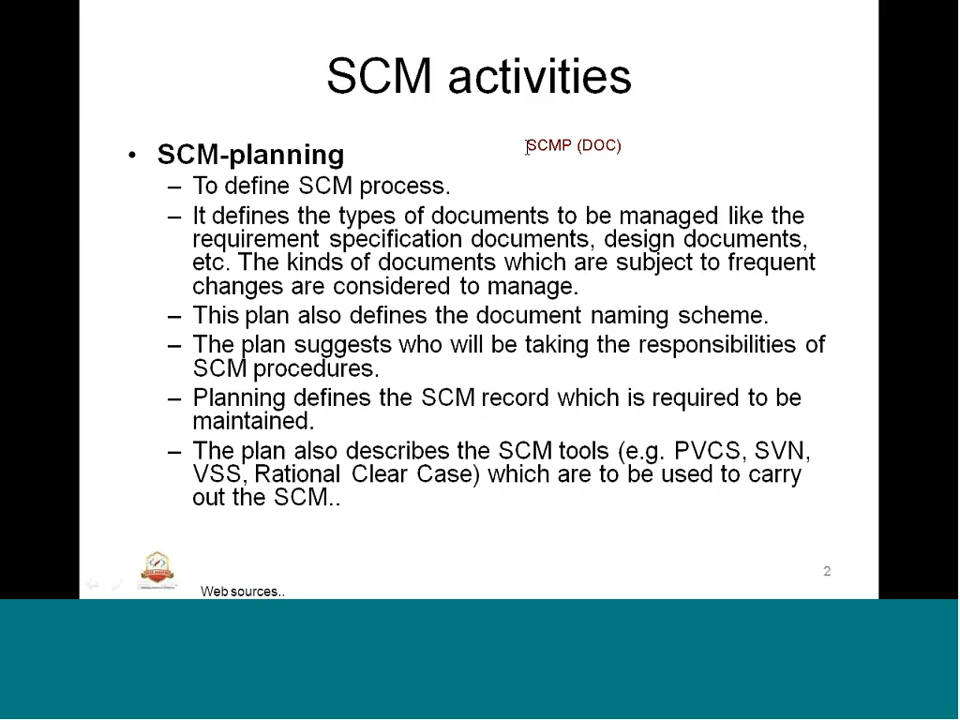 SCM activities
• SCM-planning
SCMP (DOC)
– To define SCM process.
– It defines the types of documents to be managed like the
requirement specification documents, design documents,
etc. The kinds of documents which are subject to frequent
changes are considered to manage.
– This plan also defines the document naming scheme.
– The plan suggests who will be taking the responsibilities of
SCM procedures.
– Planning defines the SCM record which is required to be
maintained.
– The plan also describes the SCM tools (e.g. PVCS, SVN,
VSS, Rational Clear Case) which are to be used to carry
out the SCM..
2
Web sources..